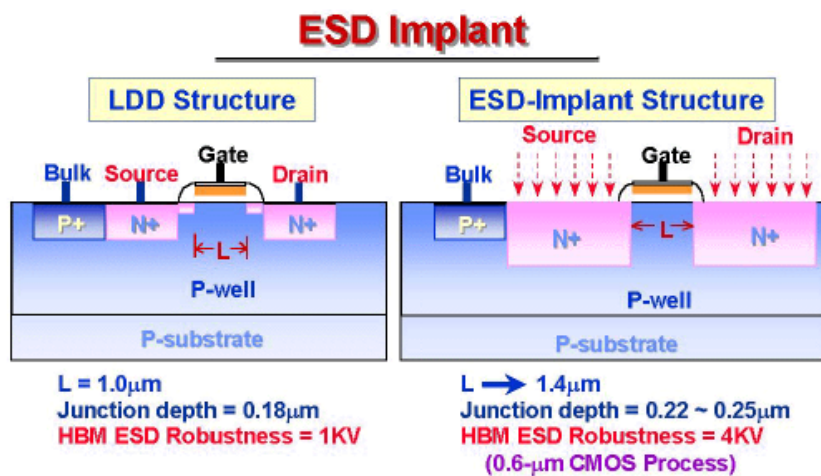 ESD Implant
LDD Structure
Bulk
Source
Gate
Drain
P+
N+
N+
L
P-well
P-substrate
L = 1.0μm
Junction depth = 0.18μm
HBM ESD Robustness = 1KV
ESD-Implant Structure
Source
Drain
Gate
Bulk
P+
N+
L
N+
P-well
P-substrate
L → 1.4μm
Junction depth = 0.22 ~ 0.25μm
HBM ESD Robustness = 4KV
(0.6-μm CMOS Process)